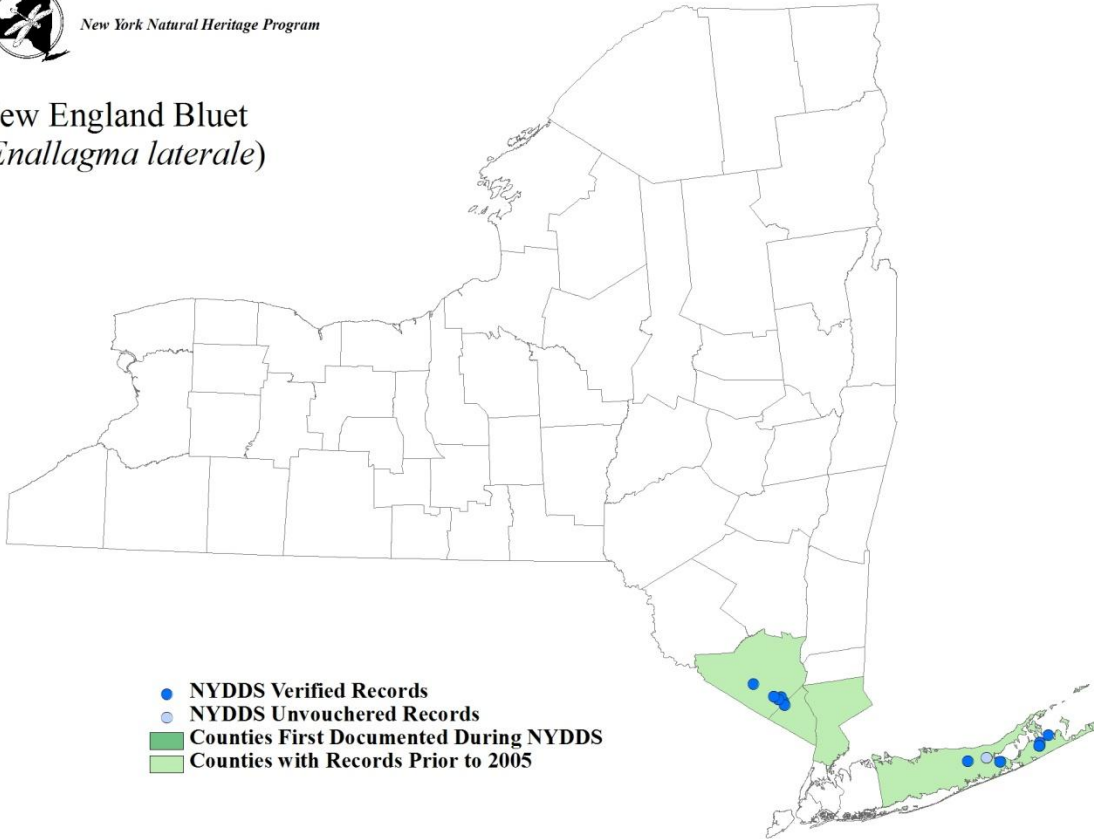 New York Natural Heritage Program
ew England Bluet
Enallagma laterale)
NYDDS Verified Records
NYDDS Unvouchered Records
Counties First Documented During NYDDS
Counties with Records Prior to 2005